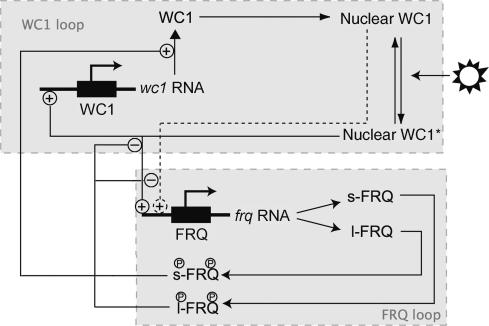 WC1
Nuclear WC1
WC1 loop
+
wc1 RNA
+
WC1
Nuclear WC1*
−
−
s-FRQ
+
+
frq RNA
l-FRQ
FRQ
P P
s-FRQ
P P
l-FRQ
FRQ loop